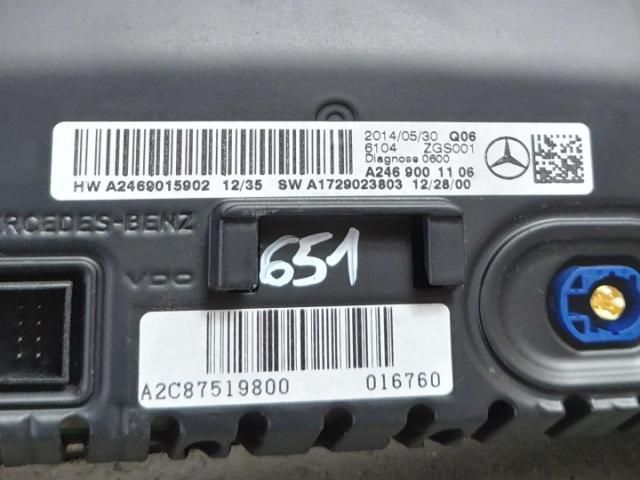 2014/05/30 Q06
6104 ZGS001
Diagnose 0600
A246 900 11 06
HW A2469015902 12/35 SW A1729023803 12/28/00
MERCEDES-BENZ
VDO
651
A2C87519800 016760